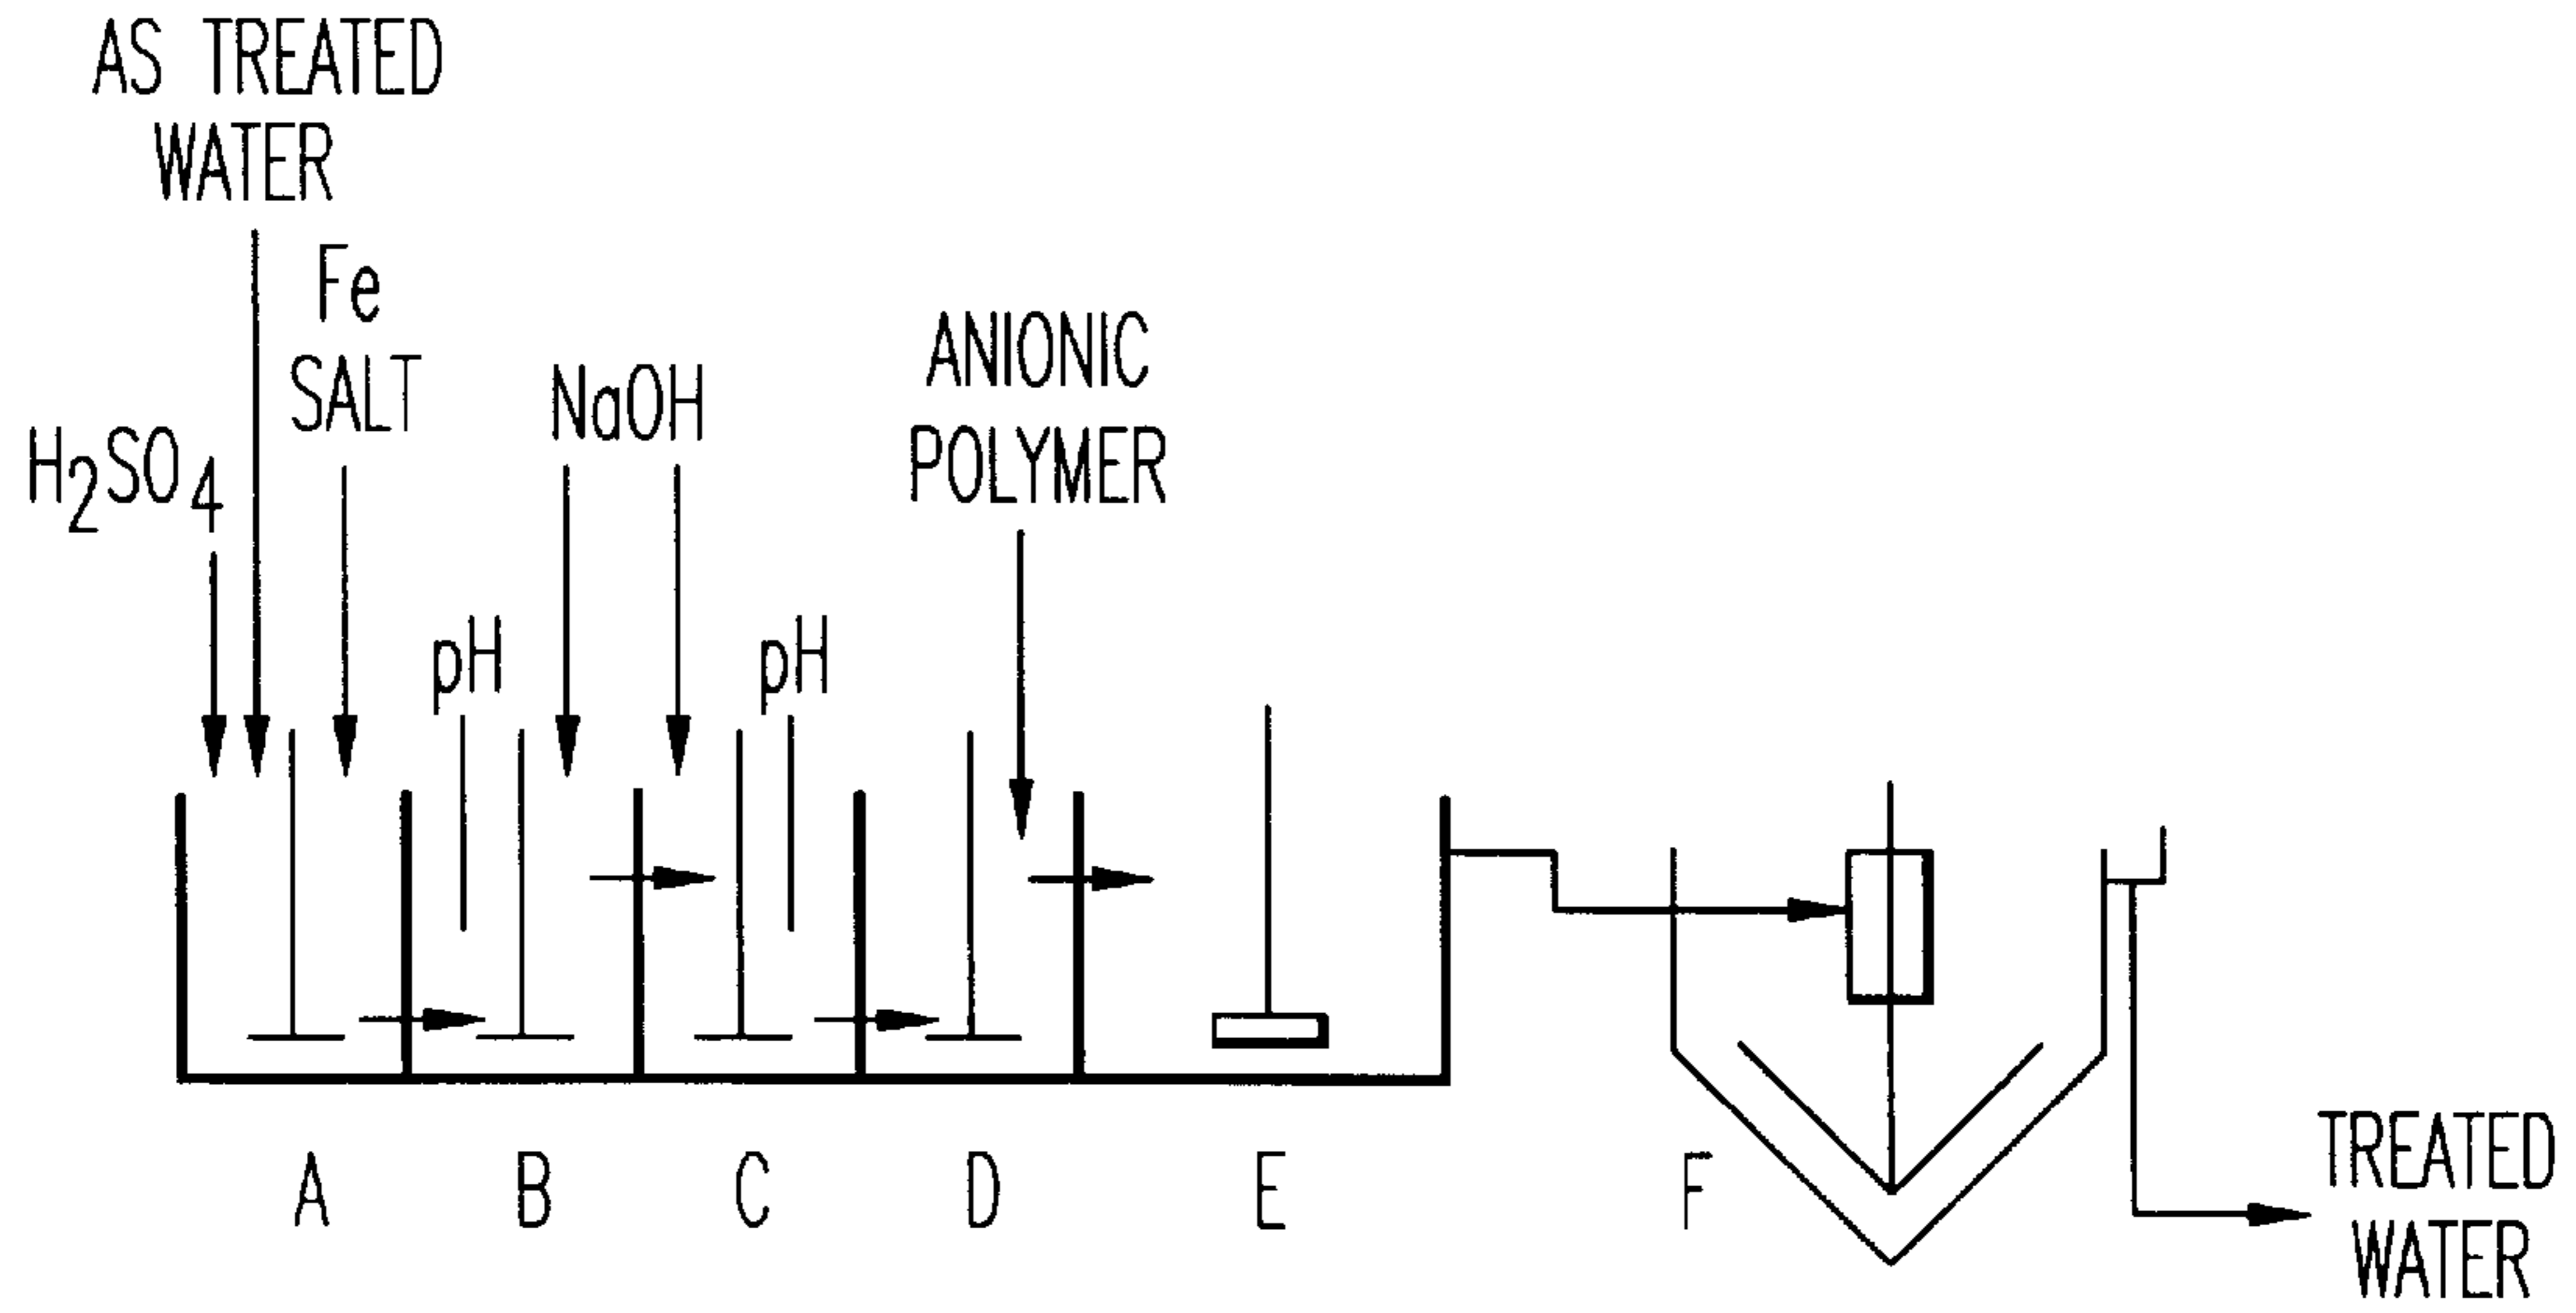 AS TREATED
WATER
Fe
SALT
H2SO4
NaOH
ANIONIC
POLYMER
pH
pH
A
B
C
D
E
F
TREATED
WATER